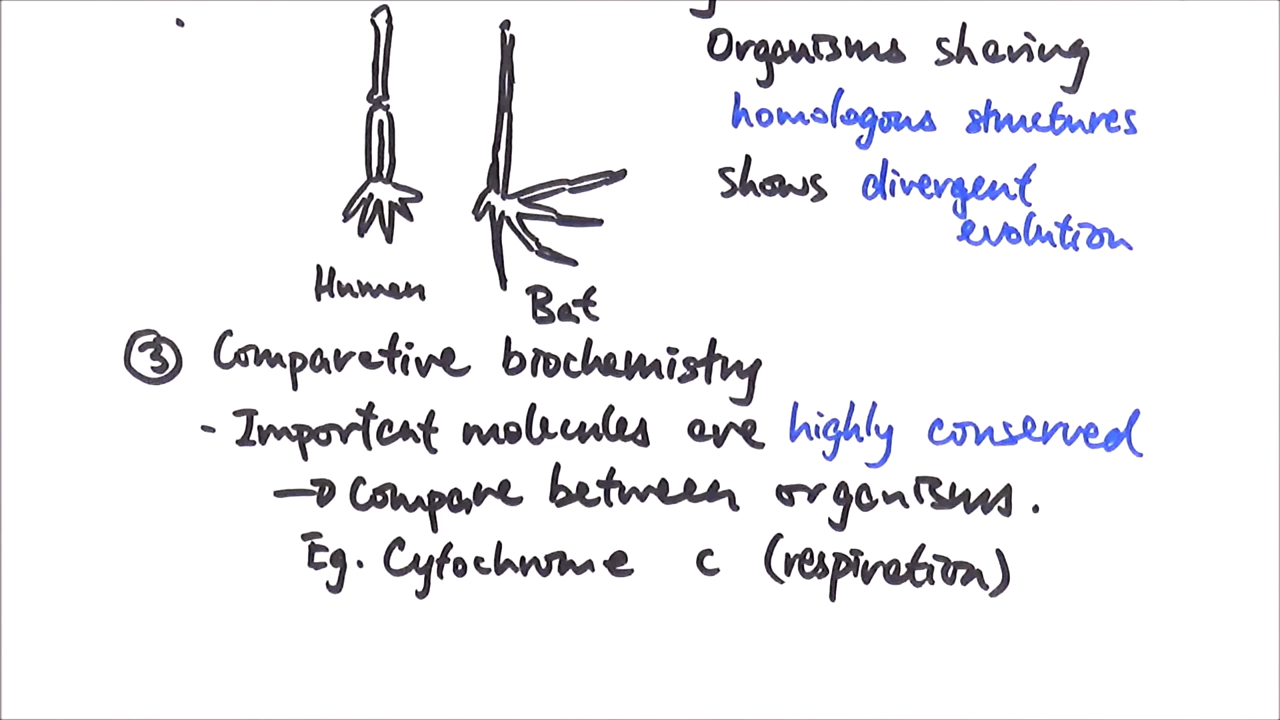 Organisms sharing
homologous structures
shows divergent
evolution
Human
Bat
③ Comparative biochemistry
- Important molecules are highly conserved
→ Compare between organisms.
Eg. Cytochrome c (respiration)